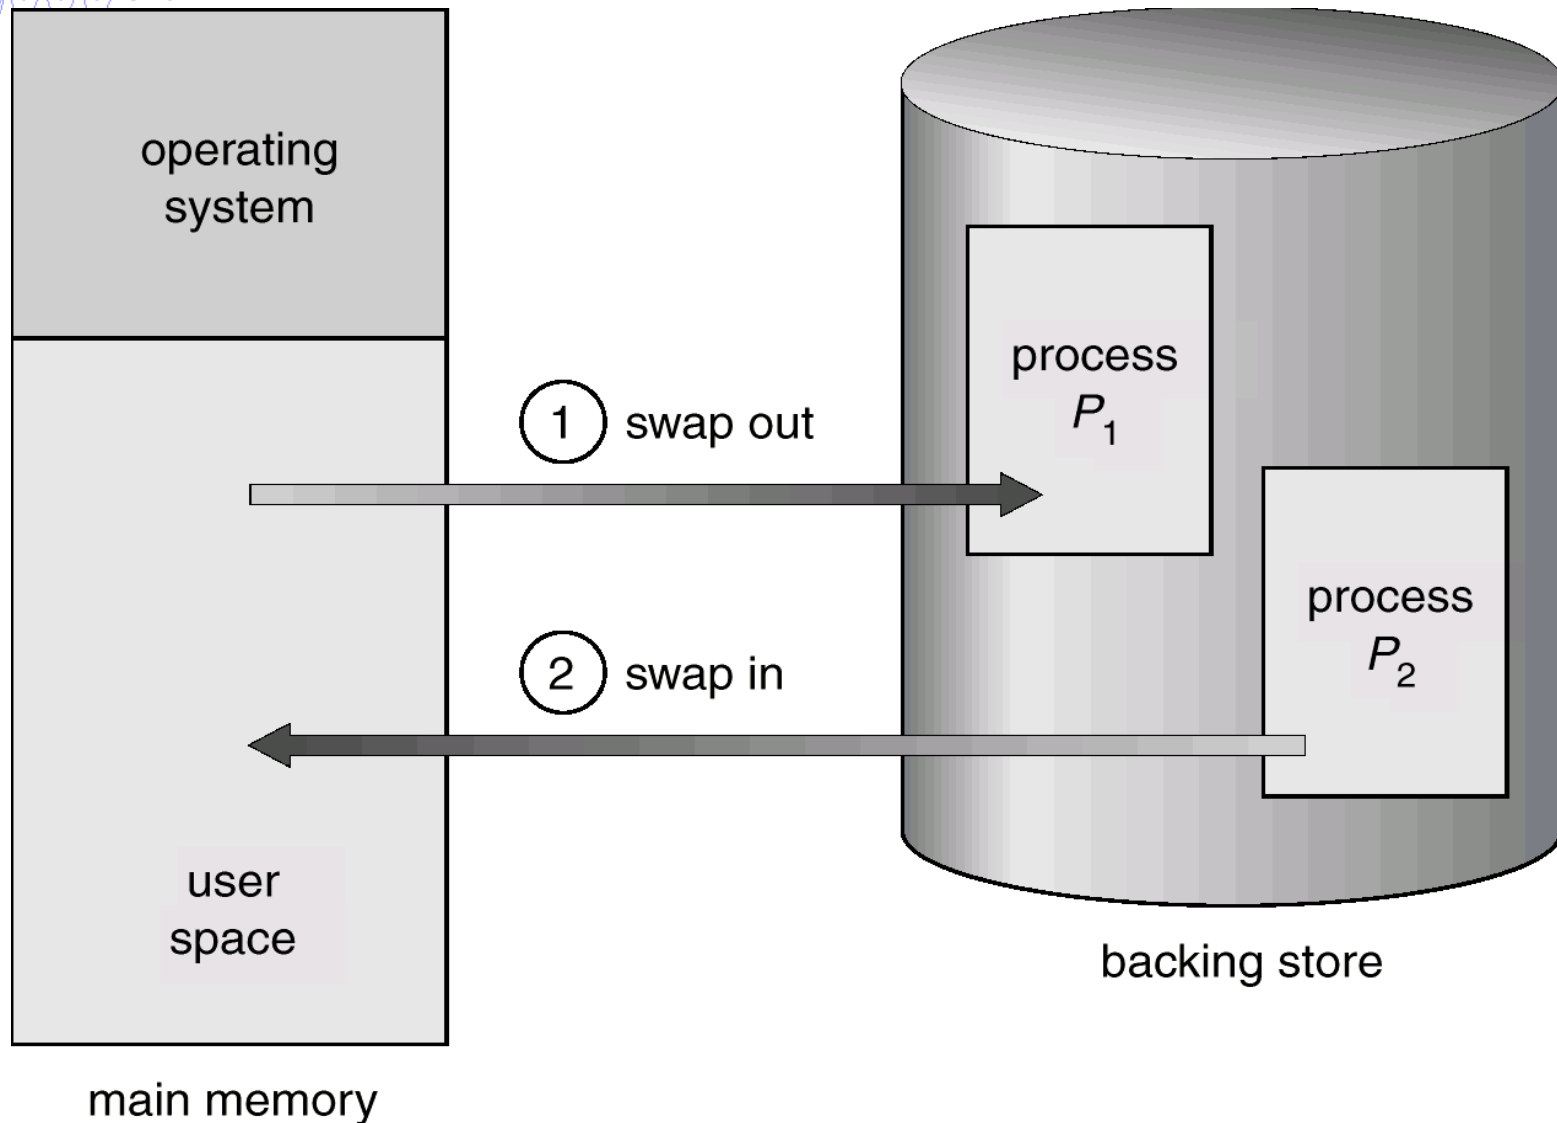 operating
system
1 swap out
process
P1
2 swap in
process
P2
user
space
backing store
main memory